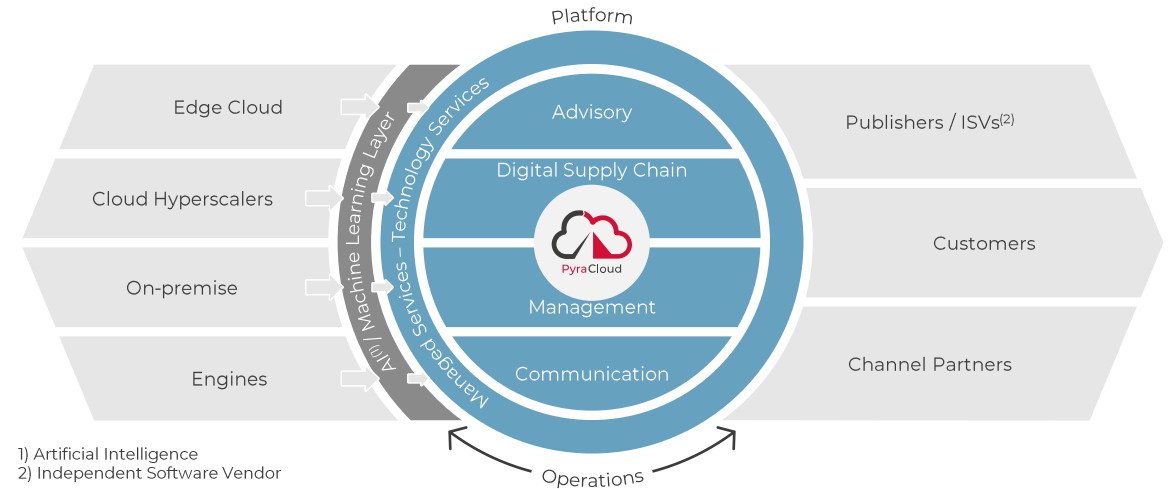 Platform
Edge Cloud
Cloud Hyperscalers
On-premise
Engines
AI(1) / Machine Learning Layer
Managed Services – Technology Services
Advisory
Digital Supply Chain
PyraCloud
Management
Communication
Publishers / ISVs(2)
Customers
Channel Partners
Operations
1) Artificial Intelligence
2) Independent Software Vendor